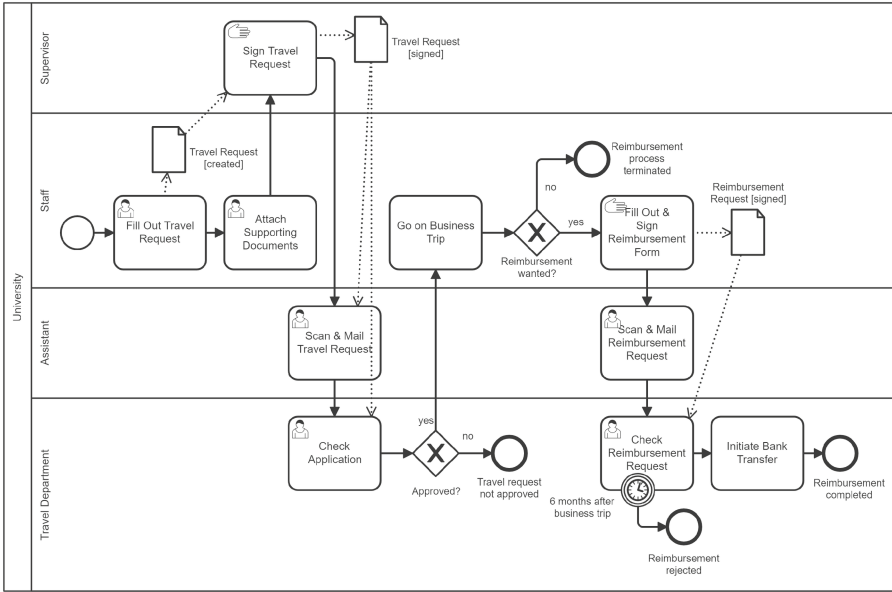 University
Supervisor
Sign Travel
Request
Travel Request
[signed]
Staff
Travel Request
[created]
Fill Out Travel
Request
Attach
Supporting
Documents
Go on Business
Trip
Reimbursement
wanted?
no
yes
Reimbursement
process
terminated
Fill Out &
Sign
Reimbursement
Form
Reimbursement
Request [signed]
Assistant
Scan & Mail
Travel Request
Scan & Mail
Reimbursement
Request
Travel Department
Check
Application
Approved?
yes
no
Travel request
not approved
Check
Reimbursement
Request
6 months after
business trip
Reimbursement
rejected
Initiate Bank
Transfer
Reimbursement
completed